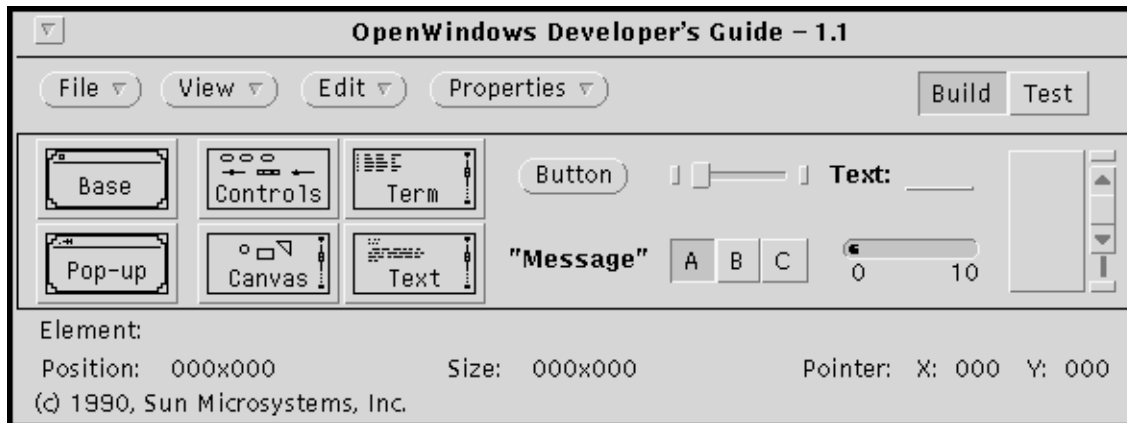 OpenWindows Developer's Guide – 1.1
File View Edit Properties Build Test
Base Controls Term Button Text:
Pop-up Canvas Text "Message" A B C 0 10
Element:
Position: 000x000 Size: 000x000 Pointer: X: 000 Y: 000
(c) 1990, Sun Microsystems, Inc.